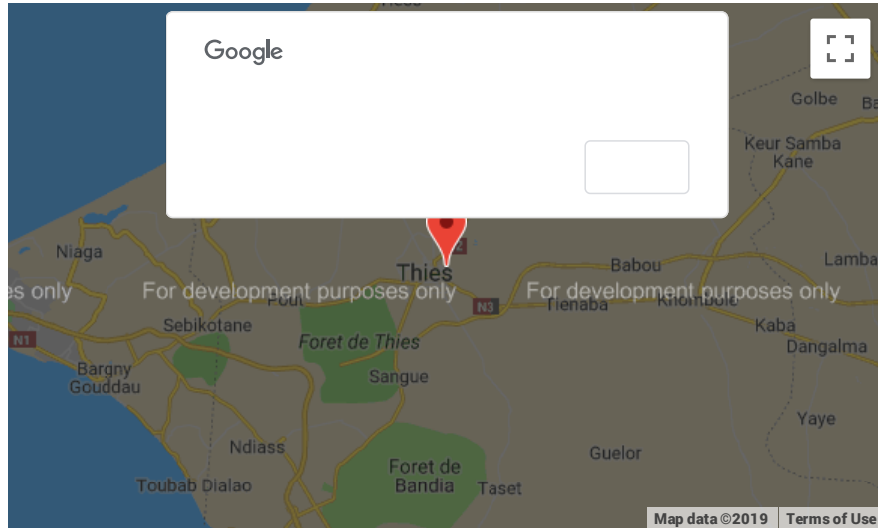 Google
Golbe
Keur Samba
Kane
Niaga
Thies
Babou
Lamba
es only
For development purposes only
For development purposes only
Pout
N3
Tienaba
Khombole
N1
Sebikotane
Foret de Thies
Kaba
Dangalma
Bargny
Gouddau
Sangue
Yaye
Ndiass
Guelor
Foret de
Bandia
Toubab Dialao
Taset
Map data ©2019
Terms of Use